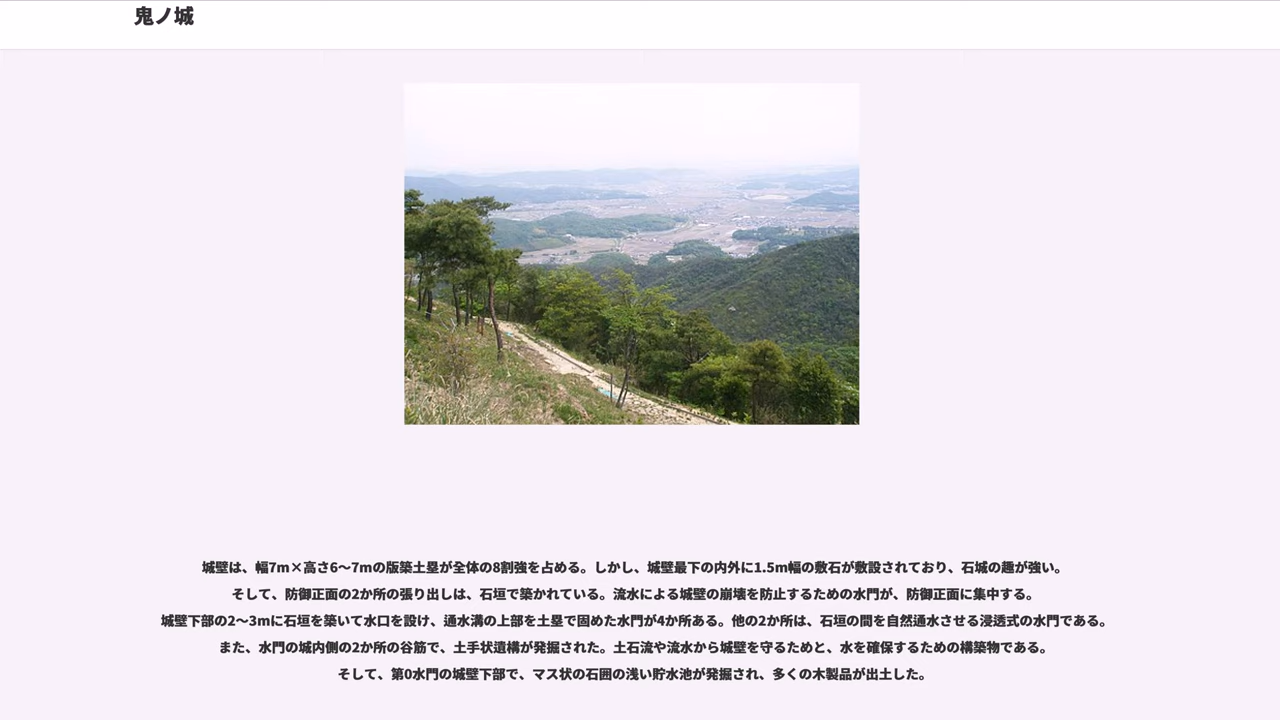 鬼ノ城
城壁は、幅7m×高さ6〜7mの版築土塁が全体の8割強を占める。しかし、城壁最下の内外に1.5m幅の敷石が敷設されており、石城の趣が強い。
そして、防御正面の2か所の張り出しは、石垣で築かれている。流水による城壁の崩壊を防止するための水門が、防御正面に集中する。
城壁下部の2〜3mに石垣を築いて水口を設け、通水溝の上部を土塁で固めた水門が4か所ある。他の2か所は、石垣の間を自然通水させる浸透式の水門である。
また、水門の城内側の2か所の谷筋で、土手状遺構が発掘された。土石流や流水から城壁を守るためと、水を確保するための構築物である。
そして、第0水門の城壁下部で、マス状の石囲の浅い貯水池が発掘され、多くの木製品が出土した。